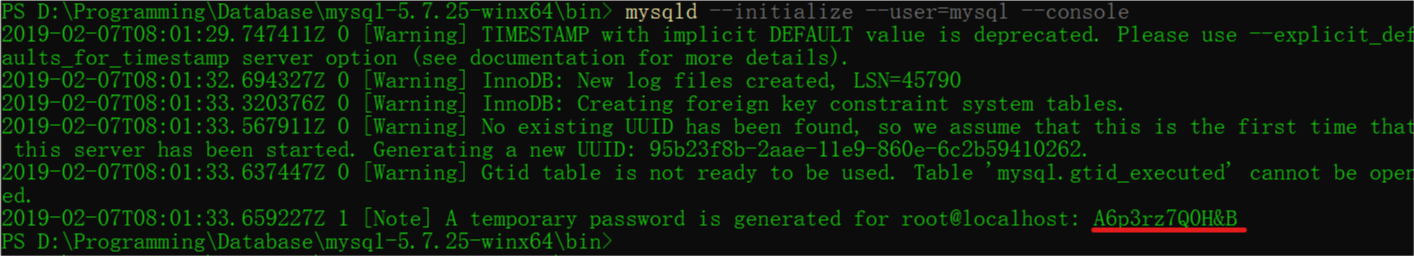 PS D:\Programming\Database\mysql-5.7.25-winx64\bin> mysqld --initialize --user=mysql --console
2019-02-07T08:01:29.747411Z 0 [Warning] TIMESTAMP with implicit DEFAULT value is deprecated. Please use --explicit_def
aults_for_timestamp server option (see documentation for more details).
2019-02-07T08:01:32.694327Z 0 [Warning] InnoDB: New log files created, LSN=45790
2019-02-07T08:01:33.320376Z 0 [Warning] InnoDB: Creating foreign key constraint system tables.
2019-02-07T08:01:33.567911Z 0 [Warning] No existing UUID has been found, so we assume that this is the first time that
this server has been started. Generating a new UUID: 95b23f8b-2aae-11e9-860e-6c2b59410262.
2019-02-07T08:01:33.637447Z 0 [Warning] Gtid table is not ready to be used. Table 'mysql.gtid_executed' cannot be open
ed.
2019-02-07T08:01:33.659227Z 1 [Note] A temporary password is generated for root@localhost: A6p3rz7Q0H&B
PS D:\Programming\Database\mysql-5.7.25-winx64\bin>